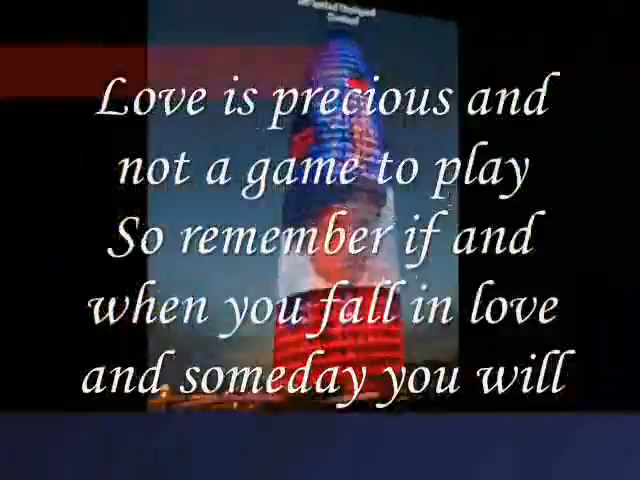 Love is precious and
not a game to play
So remember if and
when you fall in love
and someday you will